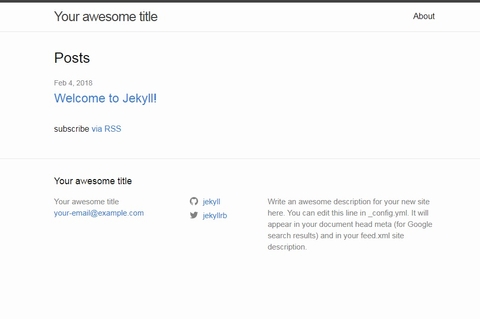 Your awesome title
About
Posts
Feb 4, 2018
Welcome to Jekyll!
subscribe via RSS
Your awesome title
Your awesome title
your-email@example.com
jekyll
jekyllrb
Write an awesome description for your new site
here. You can edit this line in _config.yml. It will
appear in your document head meta (for Google
search results) and in your feed.xml site
description.